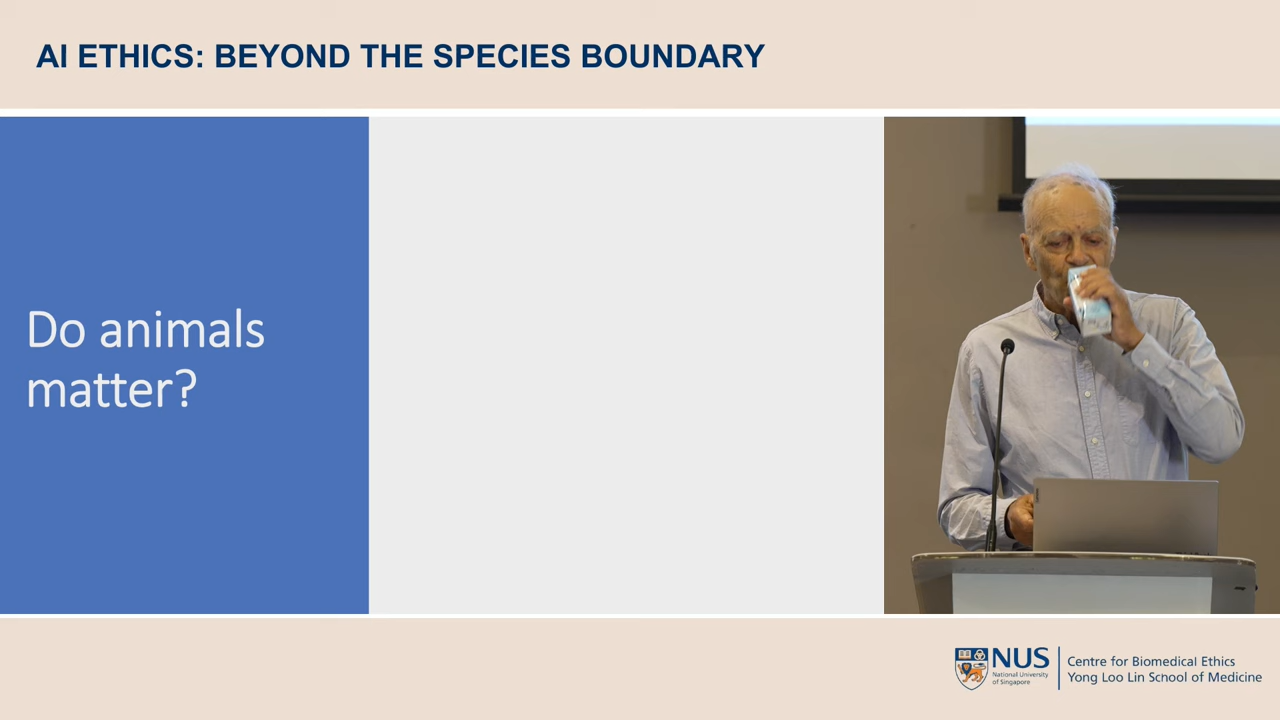 AI ETHICS: BEYOND THE SPECIES BOUNDARY
Do animals
matter?
NUS
National University
of Singapore
Centre for Biomedical Ethics
Yong Loo Lin School of Medicine